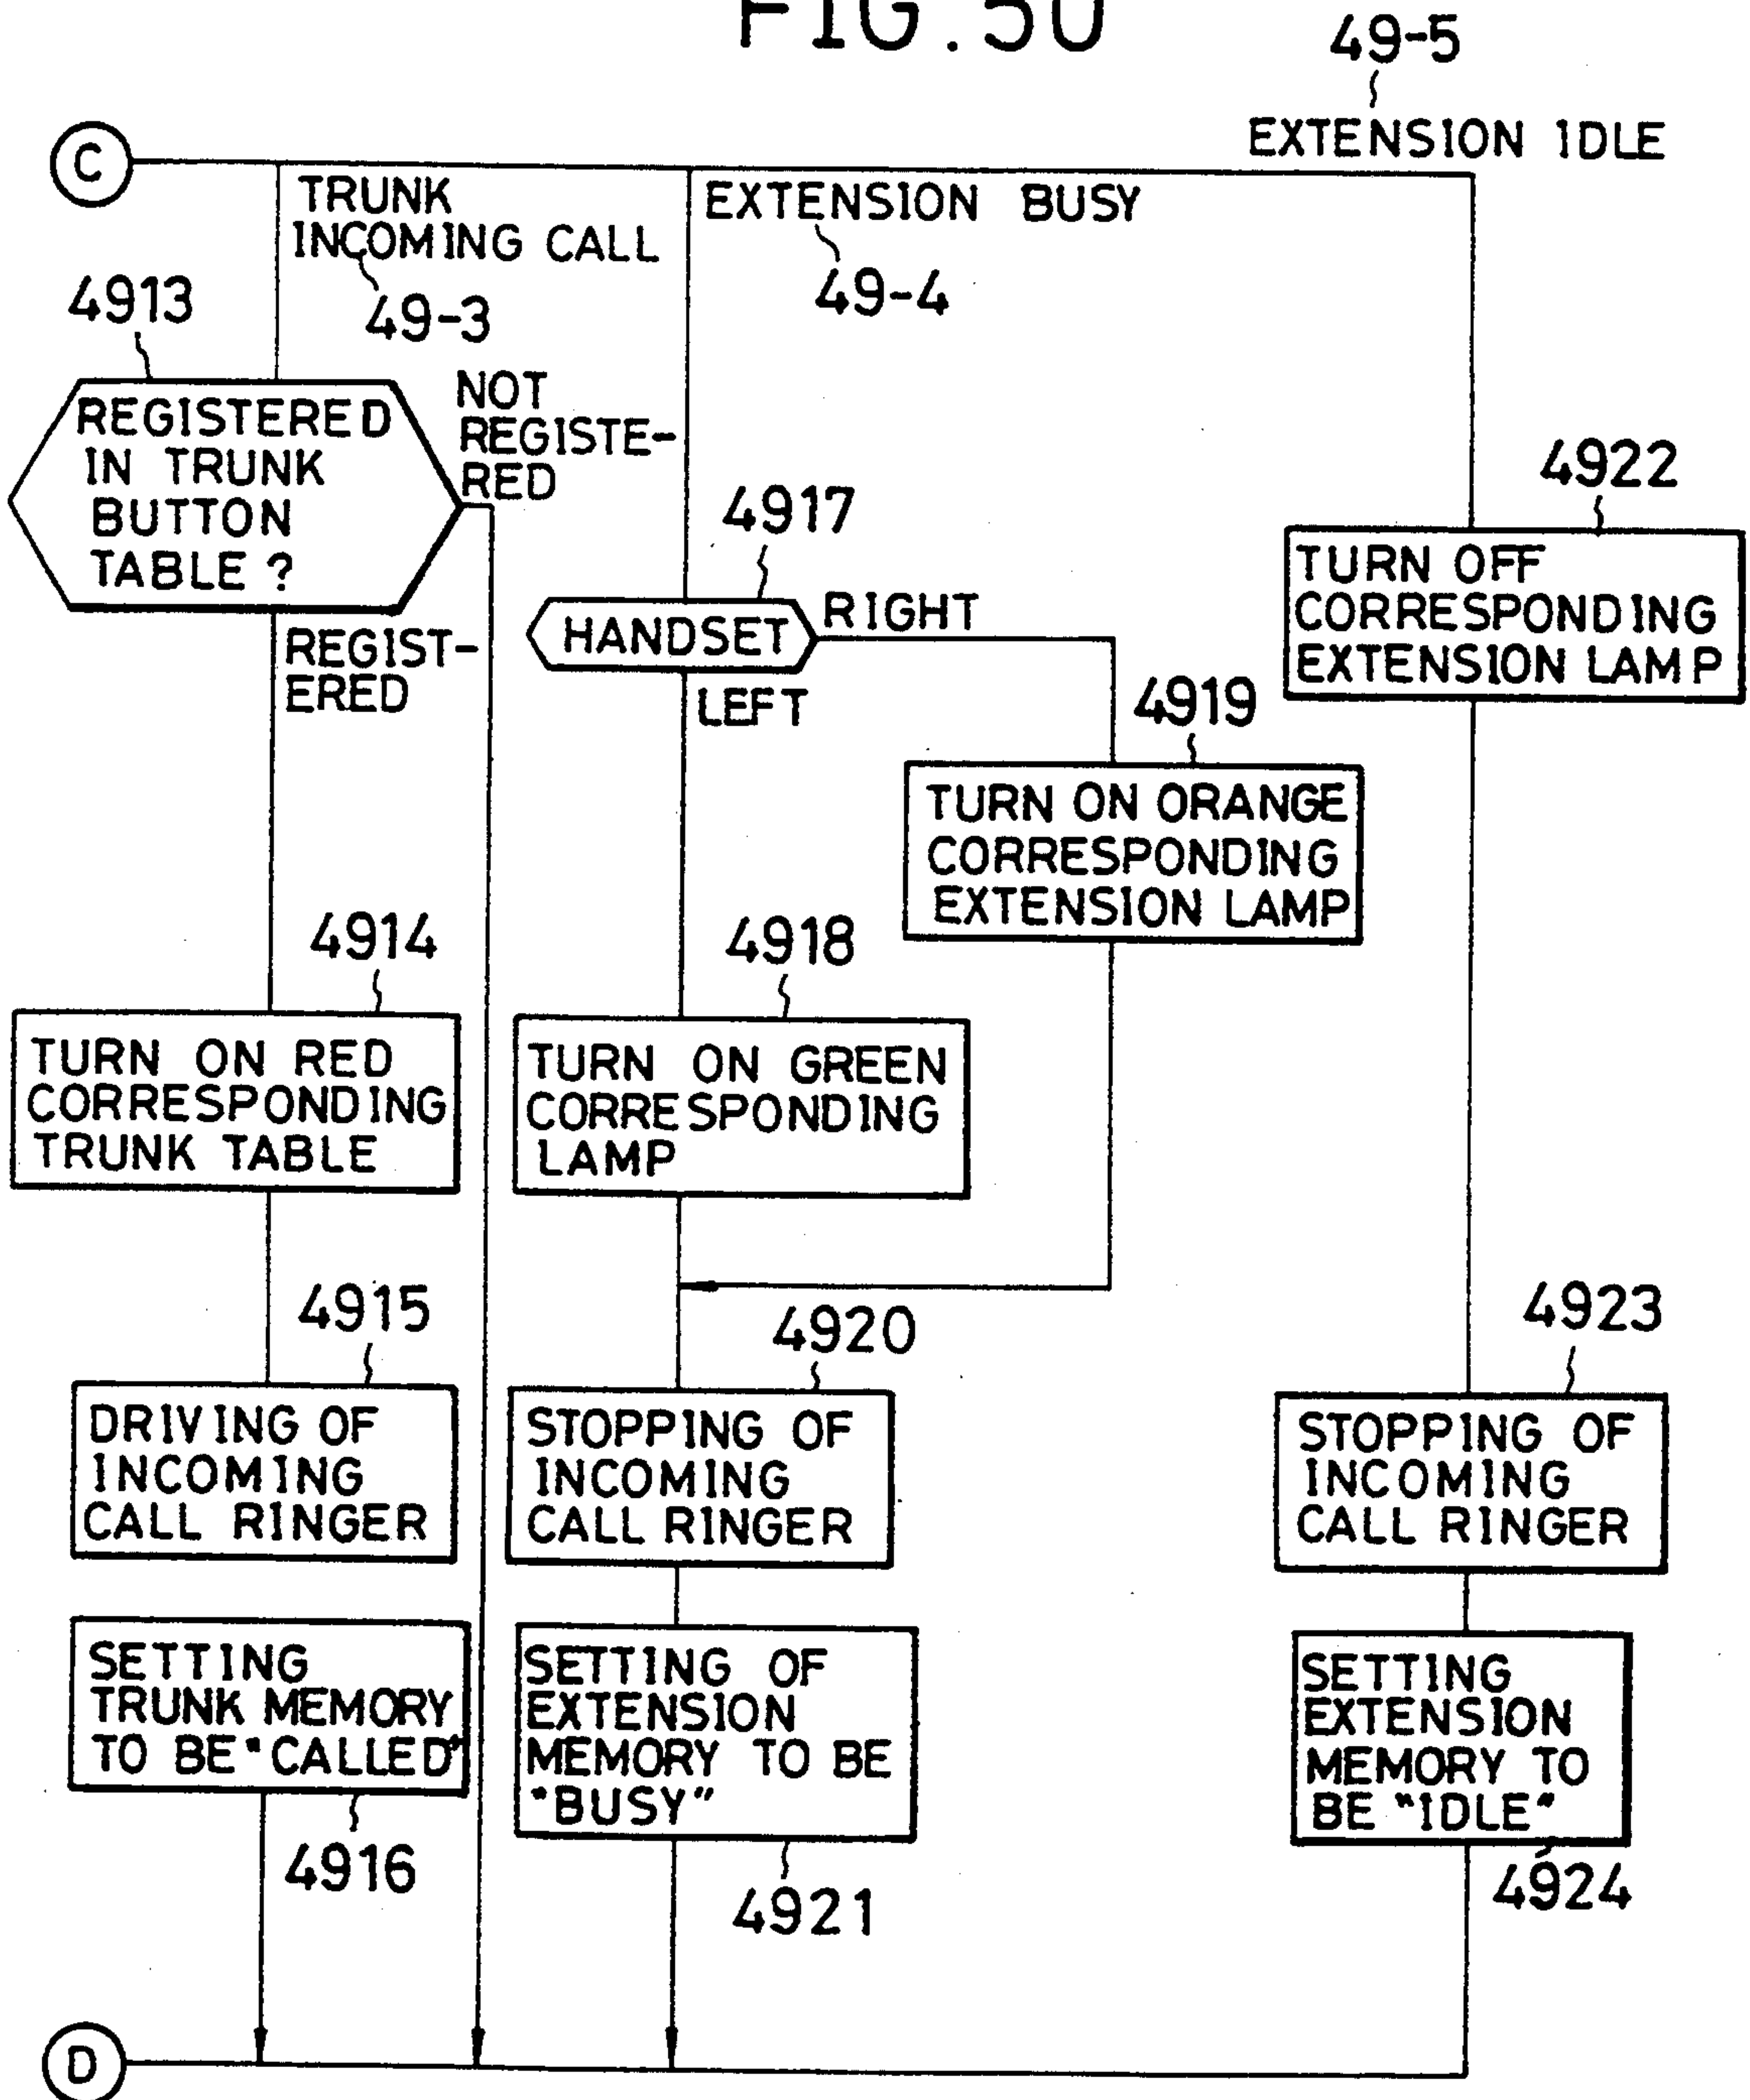 FIG. 50
49-5
EXTENSION IDLE
C
TRUNK
INCOMING CALL
49-3
EXTENSION BUSY
49-4
4913
REGISTERED
IN TRUNK
BUTTON
TABLE ?
NOT
REGISTE-
RED
REGIST-
ERED
4917
HANDSET
RIGHT
LEFT
4922
TURN OFF
CORRESPONDING
EXTENSION LAMP
4919
TURN ON ORANGE
CORRESPONDING
EXTENSION LAMP
4914
TURN ON RED
CORRESPONDING
TRUNK TABLE
4918
TURN ON GREEN
CORRESPONDING
LAMP
4915
DRIVING OF
INCOMING
CALL RINGER
4920
STOPPING OF
INCOMING
CALL RINGER
4923
STOPPING OF
INCOMING
CALL RINGER
SETTING
TRUNK MEMORY
TO BE "CALLED"
4916
SETTING OF
EXTENSION
MEMORY TO BE
"BUSY"
4921
SETTING
EXTENSION
MEMORY TO
BE "IDLE"
4924
D